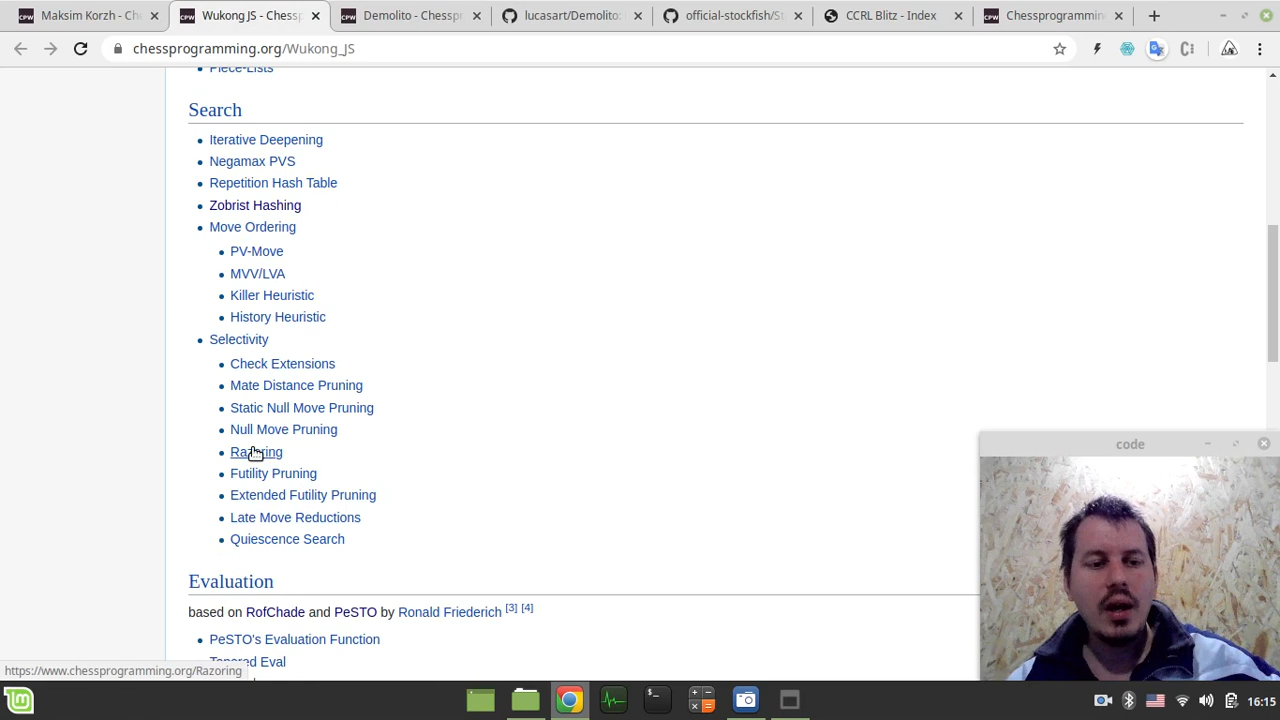 Maksim Korzh - Che
Wukong JS - Chessp
Demolito - Chesspr
lucasart/Demolito:
official-stockfish/S
CCRL Blitz - Index
Chessprogrammin
chessprogramming.org/Wukong_JS
Piece-Lists
Search
Iterative Deepening
Negamax PVS
Repetition Hash Table
Zobrist Hashing
Move Ordering
PV-Move
MVV/LVA
Killer Heuristic
History Heuristic
Selectivity
Check Extensions
Mate Distance Pruning
Static Null Move Pruning
Null Move Pruning
Razoring
Futility Pruning
Extended Futility Pruning
Late Move Reductions
Quiescence Search
Evaluation
based on RofChade and PeSTO by Ronald Friederich [3] [4]
PeSTO's Evaluation Function
Tapered Eval
https://www.chessprogramming.org/Razoring
code
16:15